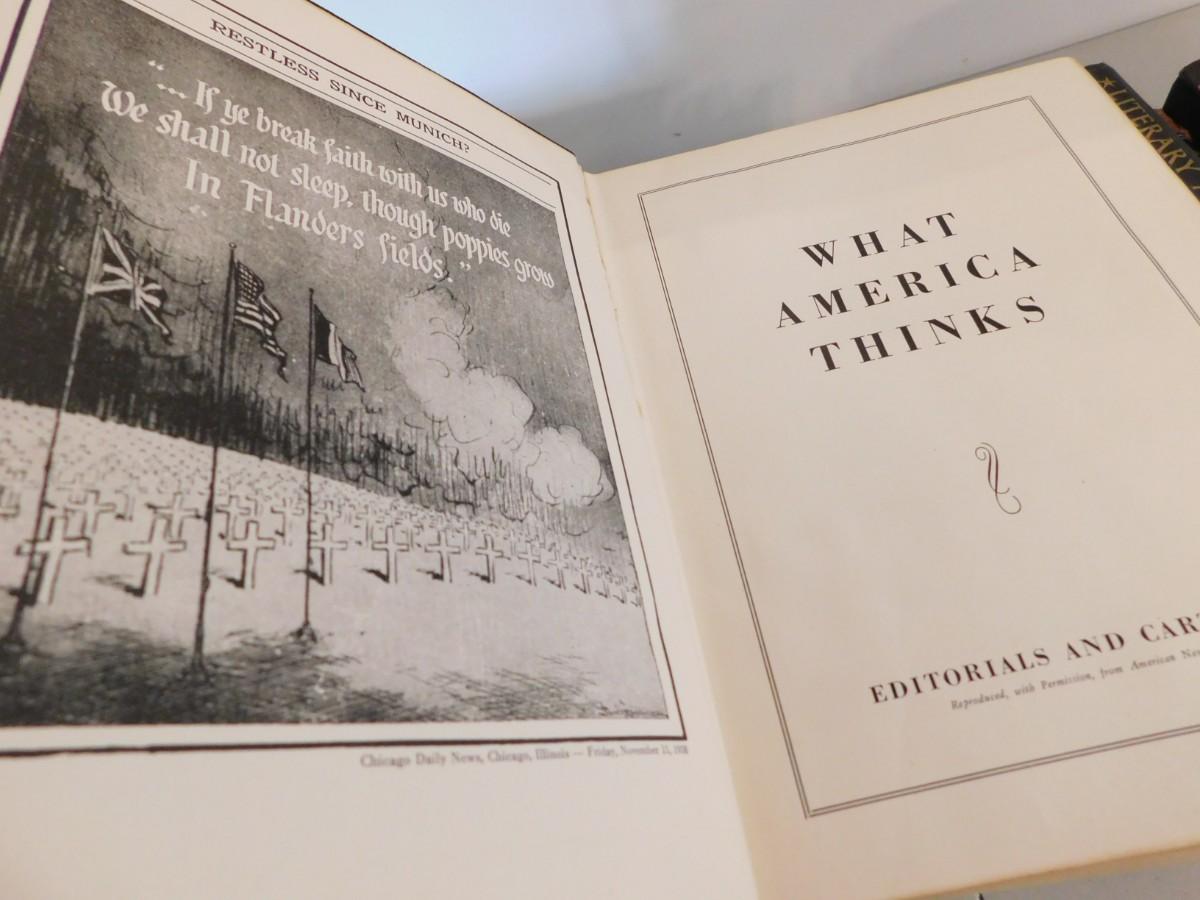 RESTLESS SINCE MUNICH?
“... If ye break faith with us who die
We shall not sleep, though poppies grow
In Flanders fields.”
Chicago Daily News, Chicago, Illinois — Friday, November 11, 1938
WHAT
AMERICA
THINKS
EDITORIALS AND CART
Reproduced, with Permission, from American New
LITERARY